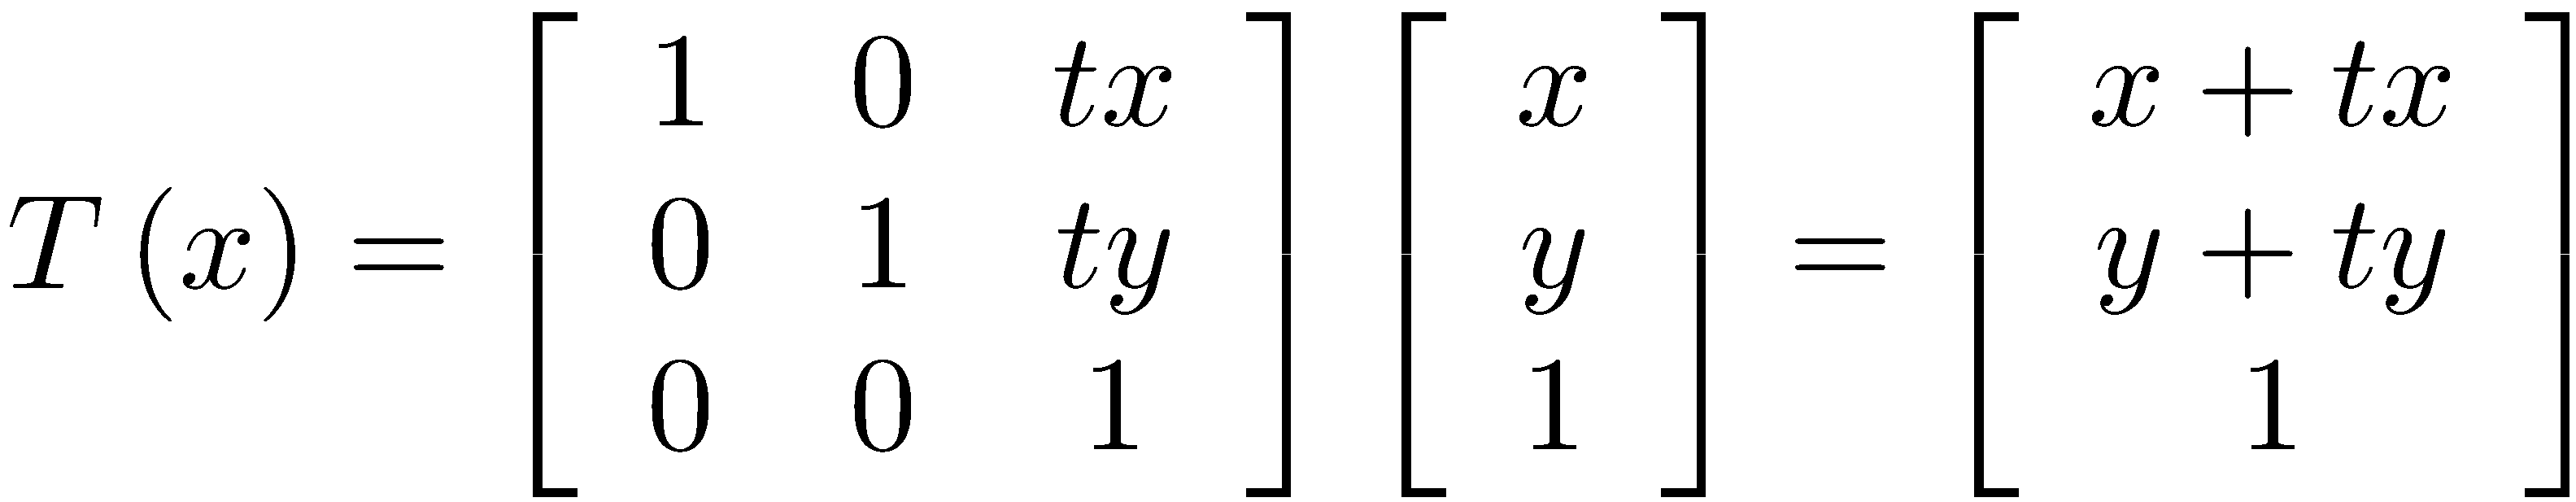 T (x) = [ 1 0 tx ; 0 1 ty ; 0 0 1 ] [ x ; y ; 1 ] = [ x + tx ; y + ty ; 1 ]